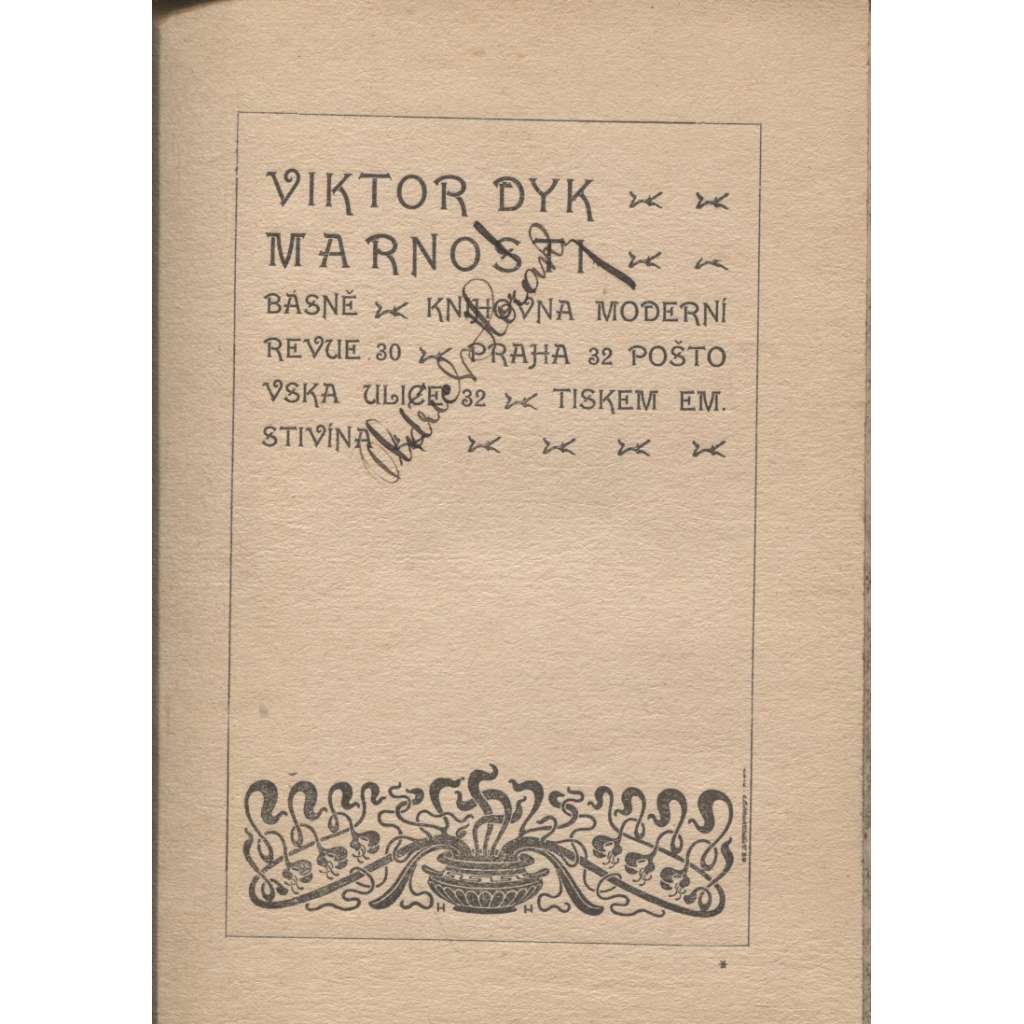 VIKTOR DYK
MARNOSTI
BÁSNĚ KNIHOVNA MODERNÍ
REVUE 30 PRAHA 32 POŠTO
VSKA ULICE 32 TISKEM EM.
STIVÍNA
H H
*